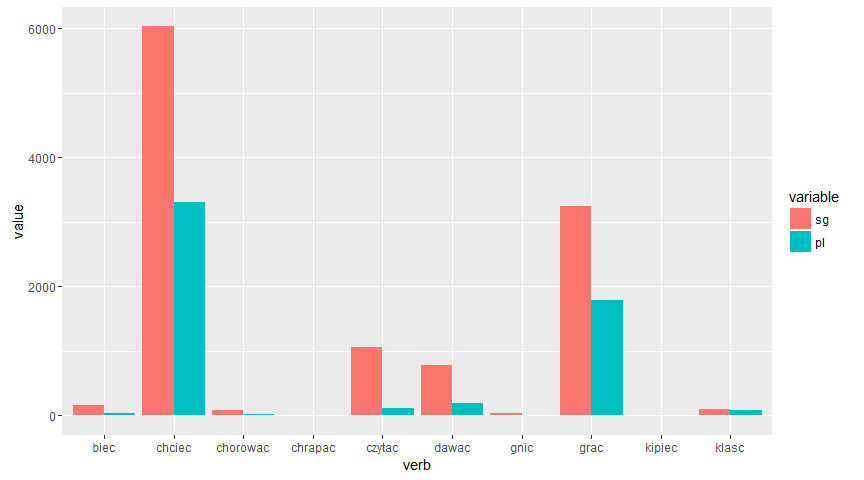 6000
4000
2000
0
value
biec chciec chorowac chrapac czytac dawac gnic grac kipiec klasc
verb
variable
sg
pl